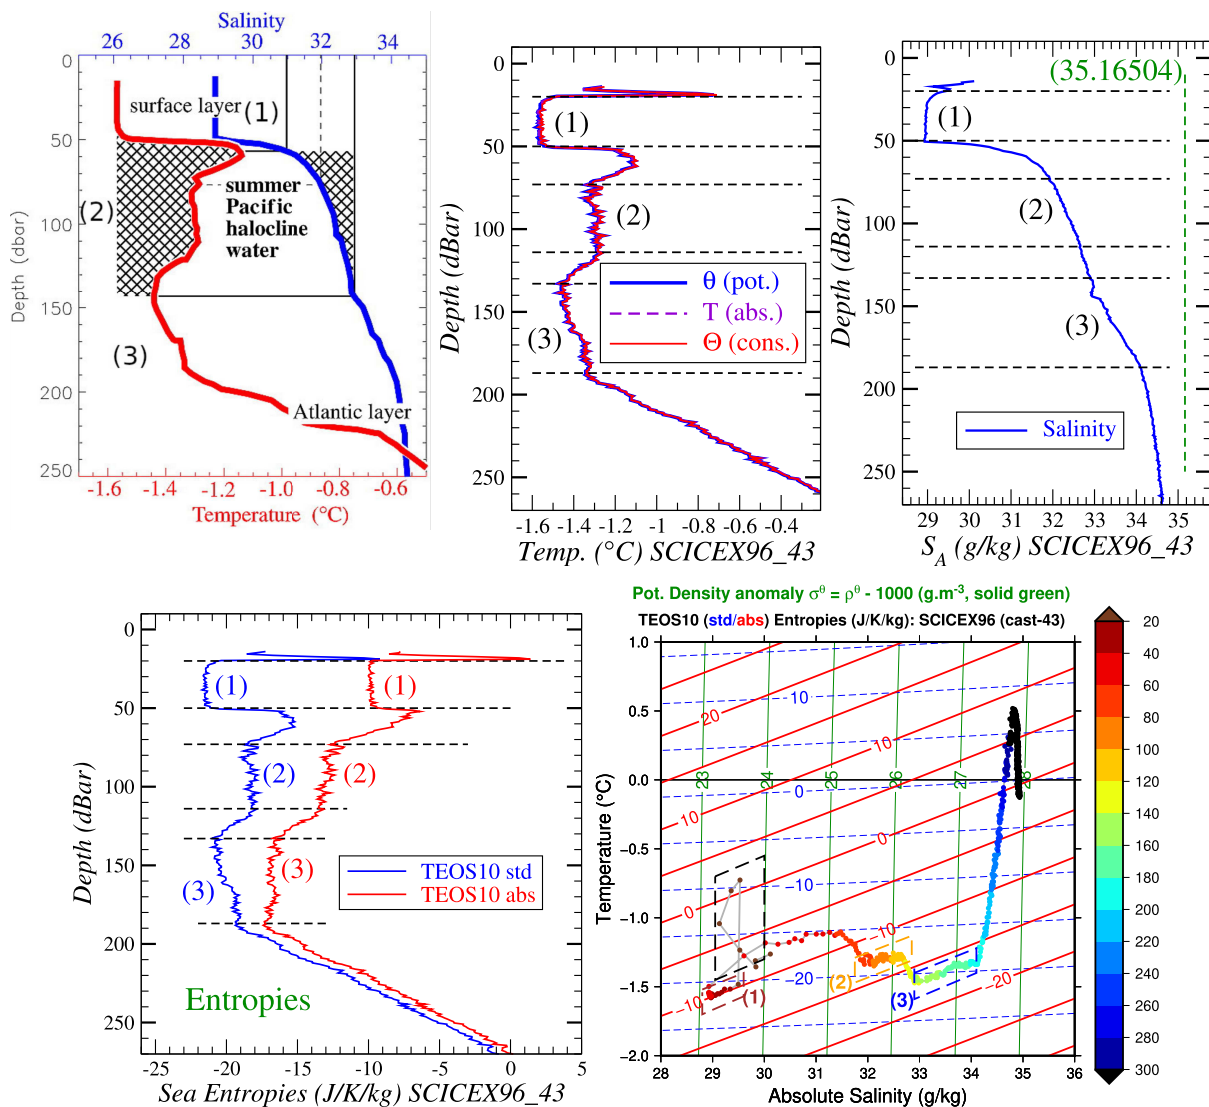 Salinity
26 28 30 32 34
0
50
100
150
200
250
Depth (dbar)
surface layer
(1)
(2)
summer
Pacific
halocline
water
(3)
Atlantic layer
-1.6 -1.4 -1.2 -1.0 -0.8 -0.6
Temperature (°C)
0
50
100
150
200
250
Depth (dBar)
(1)
(2)
(3)
θ (pot.)
T (abs.)
Θ (cons.)
-1.6 -1.4 -1.2 -1 -0.8 -0.6 -0.4
Temp. (°C) SCICEX96_43
0
50
100
150
200
250
Depth (dBar)
(35.16504)
(1)
(2)
(3)
Salinity
29 30 31 32 33 34 35
S_A (g/kg) SCICEX96_43
0
50
100
150
200
250
Depth (dBar)
(1) (1)
(2) (2)
(3) (3)
TEOS10 std
TEOS10 abs
Entropies
-25 -20 -15 -10 -5 0 5
Sea Entropies (J/K/kg) SCICEX96_43
Pot. Density anomaly σ^θ = ρ^θ - 1000 (g.m⁻³, solid green)
TEOS10 (std/abs) Entropies (J/K/kg): SCICEX96 (cast-43)
1.0
0.5
0.0
−0.5
−1.0
−1.5
−2.0
Temperature (°C)
20
10
10
23 24 25 26 27 28
0
−10
0
−10
0
−10
−10
−20
−20
(1)
(2)
(3)
28 29 30 31 32 33 34 35 36
Absolute Salinity (g/kg)
20
40
60
80
100
120
140
160
180
200
220
240
260
280
300